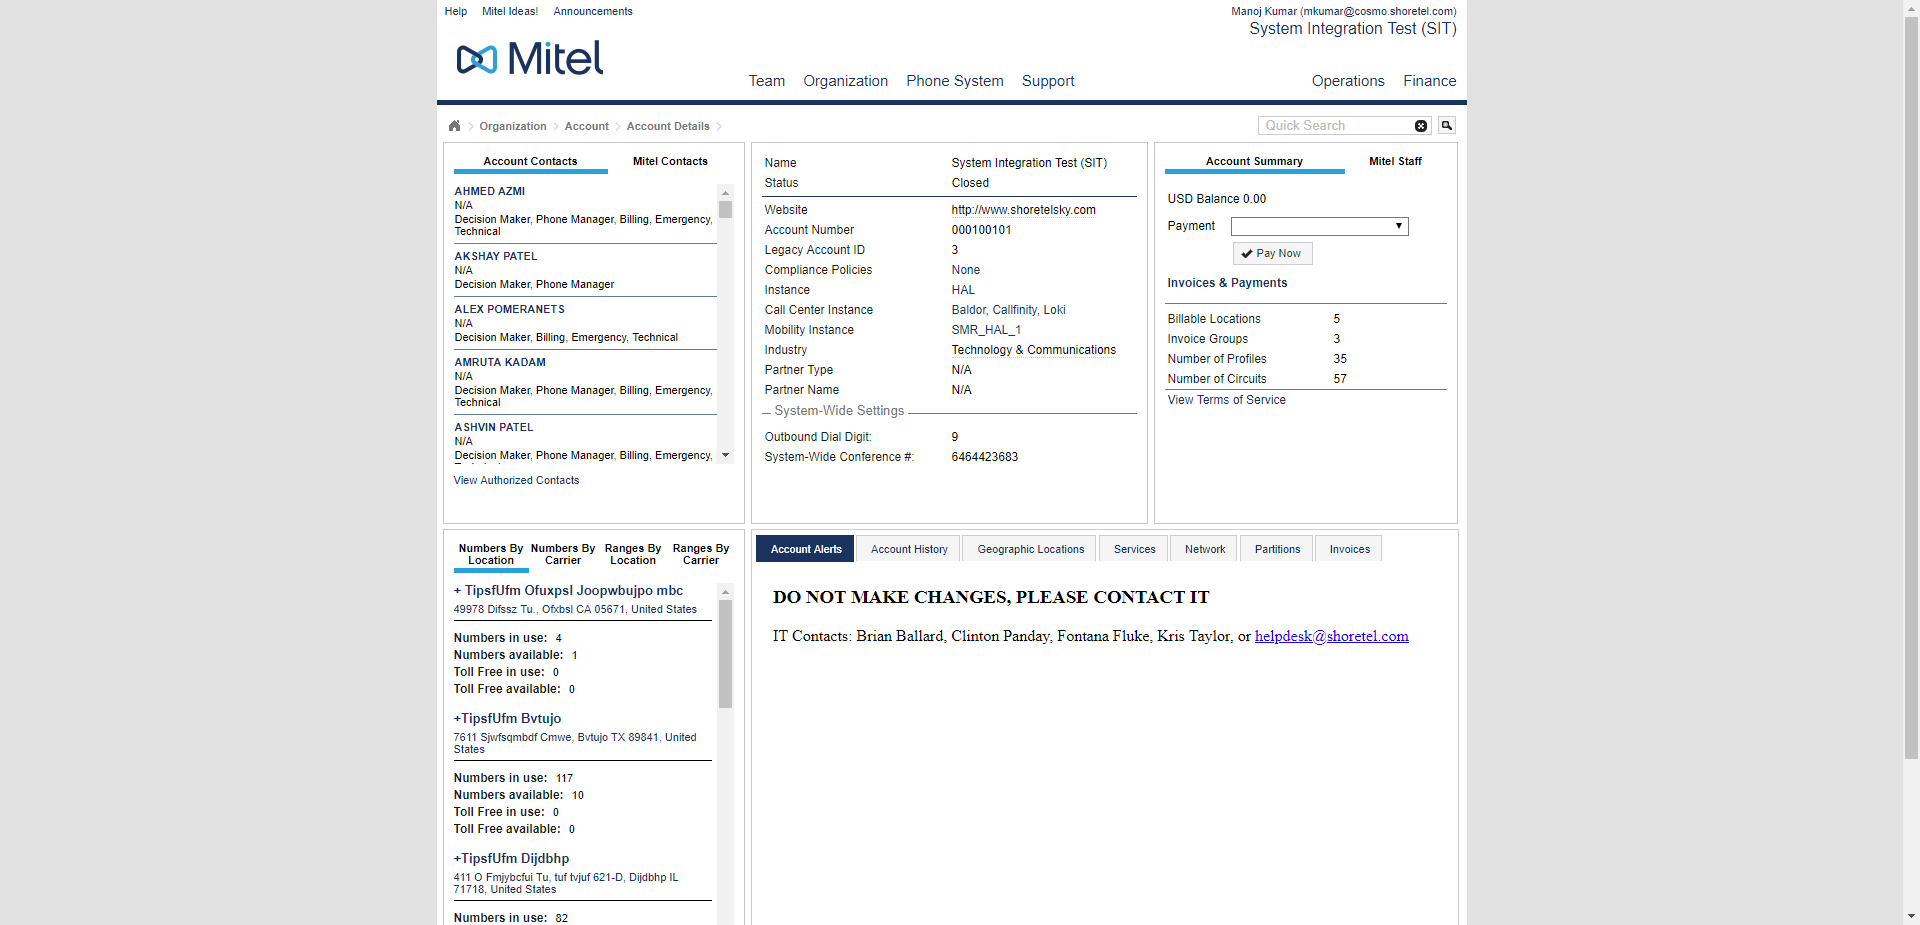 Help Mitel Ideas! Announcements
Manoj Kumar (mkumar@cosmo.shoretel.com)
System Integration Test (SIT)
Mitel
Team Organization Phone System Support Operations Finance
Organization Account Account Details
Quick Search
Account Contacts Mitel Contacts
AHMED AZMI
N/A
Decision Maker, Phone Manager, Billing, Emergency,
Technical
AKSHAY PATEL
N/A
Decision Maker, Phone Manager
ALEX POMERANETS
N/A
Decision Maker, Billing, Emergency, Technical
AMRUTA KADAM
N/A
Decision Maker, Phone Manager, Billing, Emergency,
Technical
ASHVIN PATEL
N/A
Decision Maker, Phone Manager, Billing, Emergency,
View Authorized Contacts
Name System Integration Test (SIT)
Status Closed
Website http://www.shoretelsky.com
Account Number 000100101
Legacy Account ID 3
Compliance Policies None
Instance HAL
Call Center Instance Baldor, Callfinity, Loki
Mobility Instance SMR_HAL_1
Industry Technology & Communications
Partner Type N/A
Partner Name N/A
System-Wide Settings
Outbound Dial Digit: 9
System-Wide Conference #: 6464423683
Account Summary Mitel Staff
USD Balance 0.00
Payment
Pay Now
Invoices & Payments
Billable Locations 5
Invoice Groups 3
Number of Profiles 35
Number of Circuits 57
View Terms of Service
Numbers By Location Numbers By Carrier Ranges By Location Ranges By Carrier
+ TipsfUfm Ofuxpsl Joopwbujpo mbc
49978 Difssz Tu., Ofxbsl CA 05671, United States
Numbers in use: 4
Numbers available: 1
Toll Free in use: 0
Toll Free available: 0
+TipsfUfm Bvtujo
7611 Sjwfsqmbdf Cmwe, Bvtujo TX 89841, United
States
Numbers in use: 117
Numbers available: 10
Toll Free in use: 0
Toll Free available: 0
+TipsfUfm Dijdbhp
411 O Fmjybcfui Tu, tuf tvjuf 621-D, Dijdbhp IL
71718, United States
Numbers in use: 82
Account Alerts Account History Geographic Locations Services Network Partitions Invoices
DO NOT MAKE CHANGES, PLEASE CONTACT IT
IT Contacts: Brian Ballard, Clinton Panday, Fontana Fluke, Kris Taylor, or helpdesk@shoretel.com